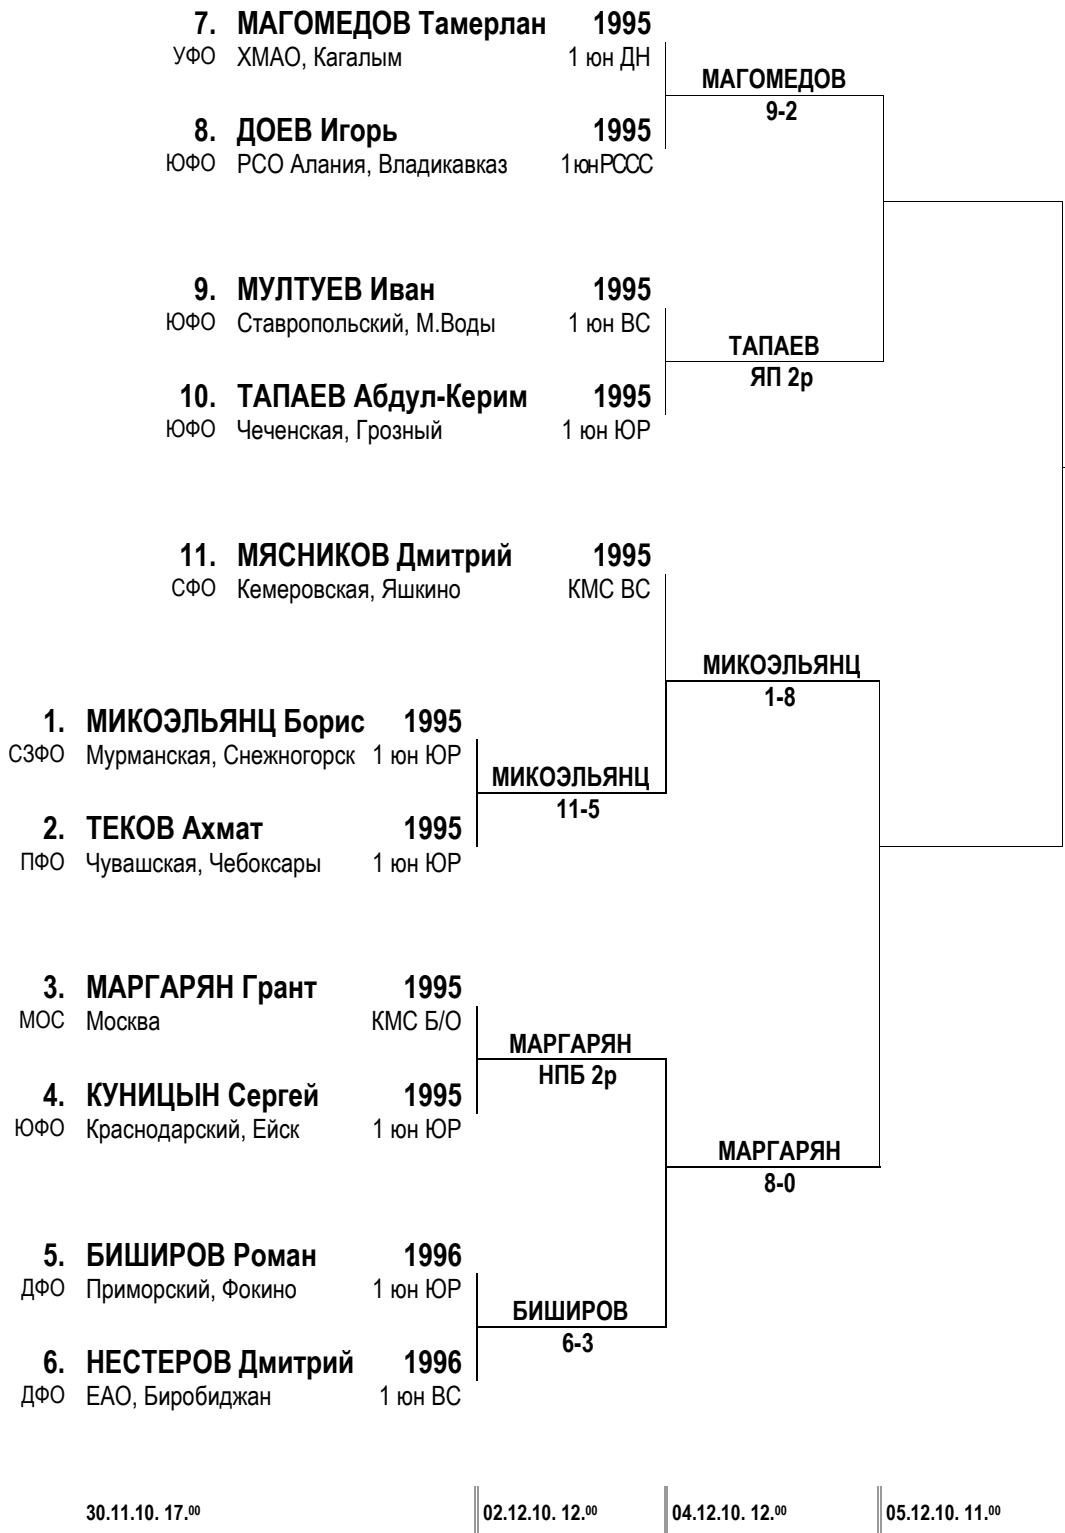 7. МАГОМЕДОВ Тамерлан 1995
УФО ХМАО, Кагалым 1 юн ДН
МАГОМЕДОВ
9-2
8. ДОЕВ Игорь 1995
ЮФО РСО Алания, Владикавказ 1юнРССС
9. МУЛТУЕВ Иван 1995
ЮФО Ставропольский, М.Воды 1 юн ВС
ТАПАЕВ
ЯП 2р
10. ТАПАЕВ Абдул-Керим 1995
ЮФО Чеченская, Грозный 1 юн ЮР
11. МЯСНИКОВ Дмитрий 1995
СФО Кемеровская, Яшкино КМС ВС
МИКОЭЛЬЯНЦ
1-8
1. МИКОЭЛЬЯНЦ Борис 1995
СЗФО Мурманская, Снежногорск 1 юн ЮР
МИКОЭЛЬЯНЦ
11-5
2. ТЕКОВ Ахмат 1995
ПФО Чувашская, Чебоксары 1 юн ЮР
3. МАРГАРЯН Грант 1995
МОС Москва КМС Б/О
МАРГАРЯН
НПБ 2р
4. КУНИЦЫН Сергей 1995
ЮФО Краснодарский, Ейск 1 юн ЮР
МАРГАРЯН
8-0
5. БИШИРОВ Роман 1996
ДФО Приморский, Фокино 1 юн ЮР
БИШИРОВ
6-3
6. НЕСТЕРОВ Дмитрий 1996
ДФО ЕАО, Биробиджан 1 юн ВС
30.11.10. 17.00 02.12.10. 12.00 04.12.10. 12.00 05.12.10. 11.00